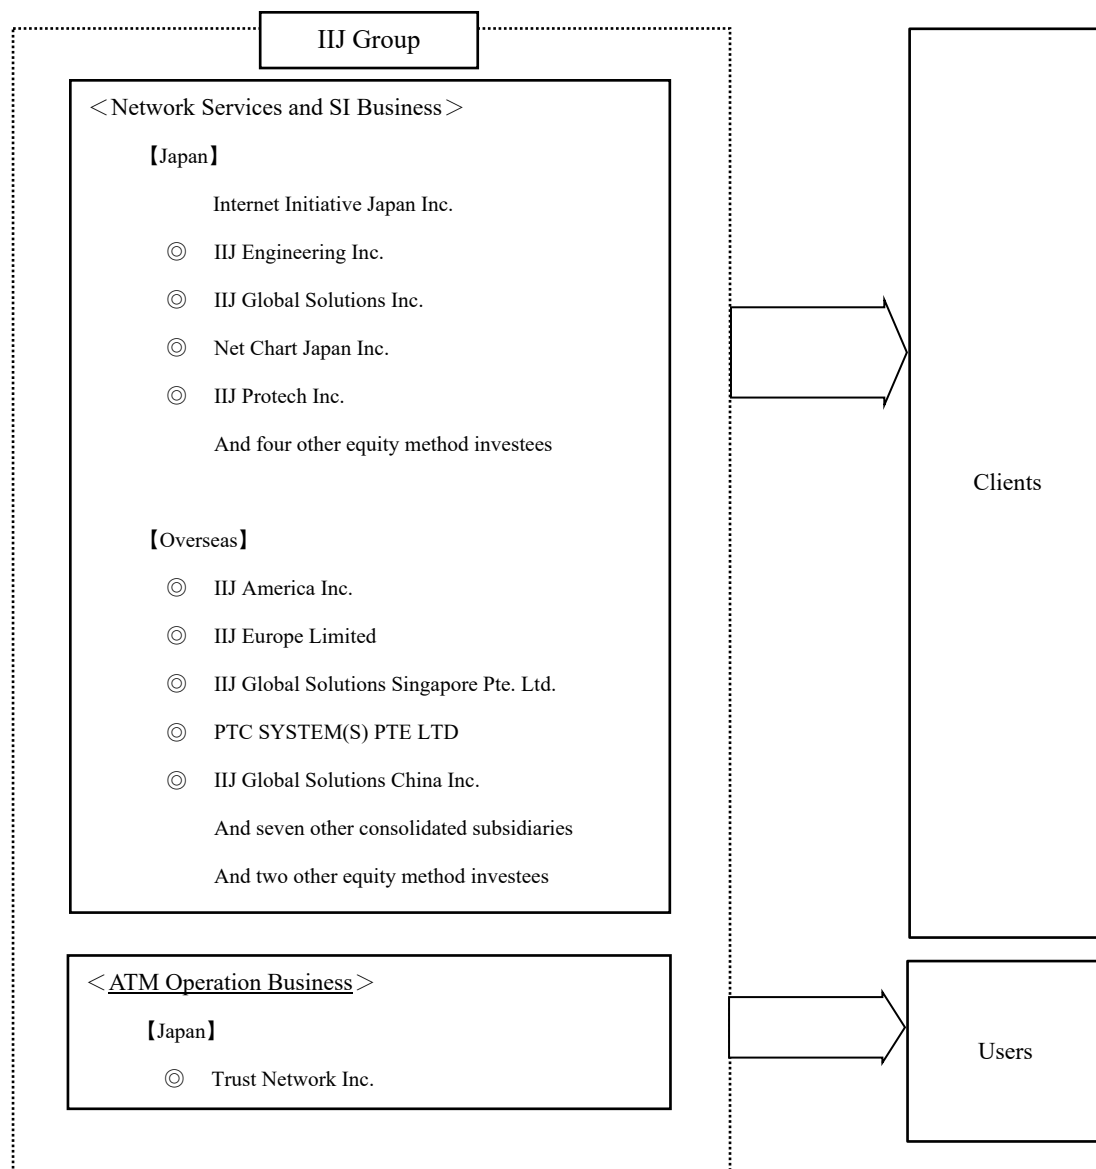 IIJ Group
＜Network Services and SI Business＞
【Japan】
Internet Initiative Japan Inc.
◎ IIJ Engineering Inc.
◎ IIJ Global Solutions Inc.
◎ Net Chart Japan Inc.
◎ IIJ Protech Inc.
And four other equity method investees
【Overseas】
◎ IIJ America Inc.
◎ IIJ Europe Limited
◎ IIJ Global Solutions Singapore Pte. Ltd.
◎ PTC SYSTEM(S) PTE LTD
◎ IIJ Global Solutions China Inc.
And seven other consolidated subsidiaries
And two other equity method investees
Clients
＜ATM Operation Business＞
【Japan】
◎ Trust Network Inc.
Users